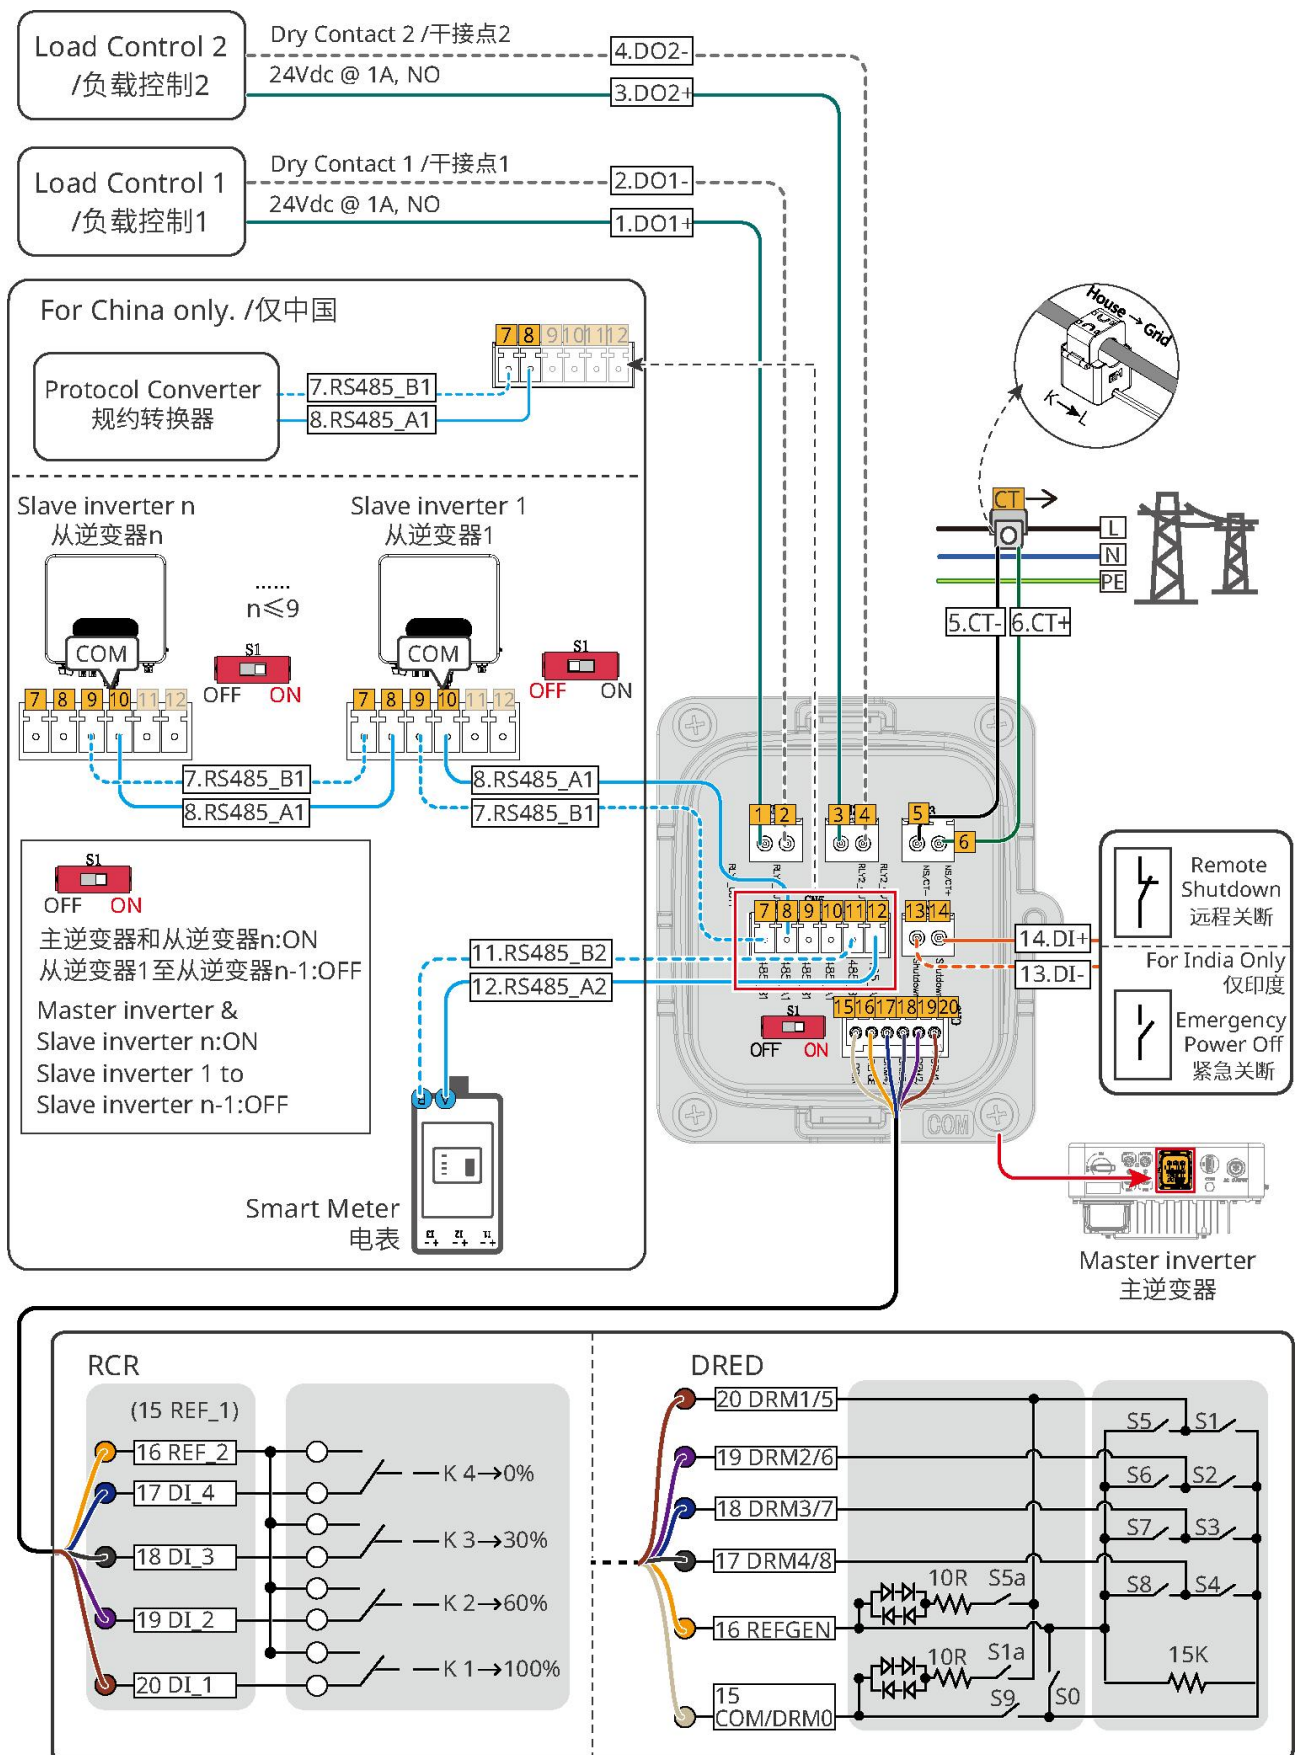 Load Control 2
/负载控制2
Dry Contact 2 /干接点2
24Vdc @ 1A, NO
4.DO2-
3.DO2+
Load Control 1
/负载控制1
Dry Contact 1 /干接点1
24Vdc @ 1A, NO
2.DO1-
1.DO1+
For China only. /仅中国
7 8 9 10 11 12
Protocol Converter
规约转换器
7.RS485_B1
8.RS485_A1
House → Grid
K→L
CT
L
N
PE
5.CT-
6.CT+
Slave inverter n
从逆变器n
......
n≤9
Slave inverter 1
从逆变器1
COM
S1
OFF ON
COM
S1
OFF ON
7 8 9 10 11 12
7 8 9 10 11 12
7.RS485_B1
8.RS485_A1
8.RS485_A1
7.RS485_B1
S1
OFF ON
主逆变器和从逆变器n:ON
从逆变器1至从逆变器n-1:OFF
Master inverter &
Slave inverter n:ON
Slave inverter 1 to
Slave inverter n-1:OFF
11.RS485_B2
12.RS485_A2
Smart Meter
电表
B A
1 2
3 4
5 6
NS/CT-
NS/CT+
7 8 9 10 11 12
13 14
15 16 17 18 19 20
S1
OFF ON
COM
14.DI+
13.DI-
Remote
Shutdown
远程关断
For India Only
仅印度
Emergency
Power Off
紧急关断
Master inverter
主逆变器
RCR
(15 REF_1)
16 REF_2
17 DI_4
18 DI_3
19 DI_2
20 DI_1
K 4→0%
K 3→30%
K 2→60%
K 1→100%
DRED
20 DRM1/5
19 DRM2/6
18 DRM3/7
17 DRM4/8
16 REFGEN
15
COM/DRM0
10R S5a
10R S1a
S9
S0
S5 S1
S6 S2
S7 S3
S8 S4
15K